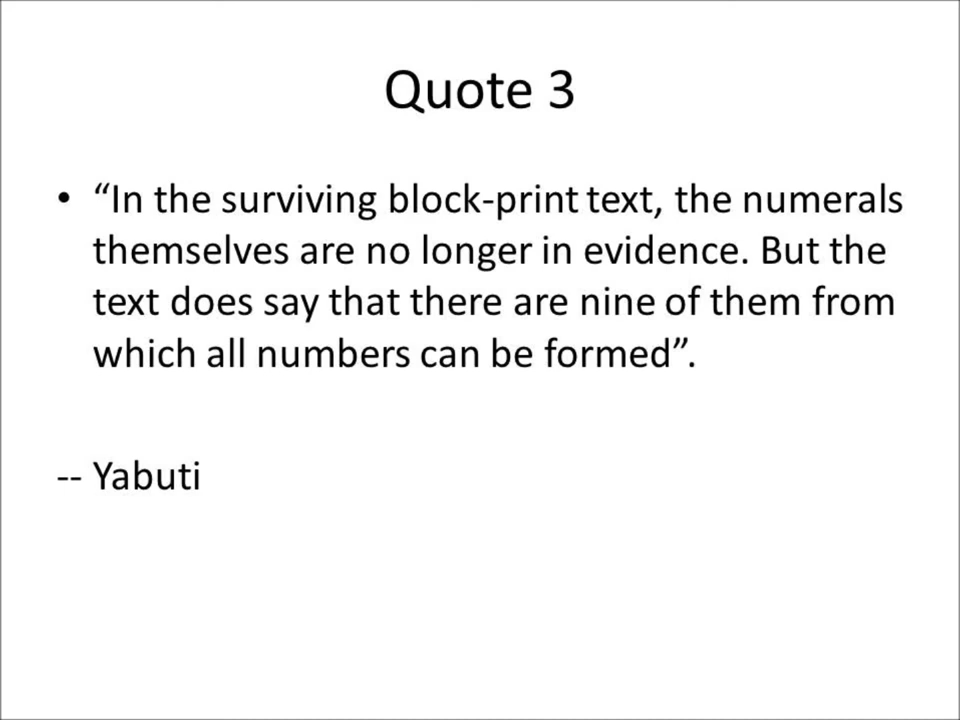 Quote 3
• “In the surviving block-print text, the numerals
themselves are no longer in evidence. But the
text does say that there are nine of them from
which all numbers can be formed”.
-- Yabuti